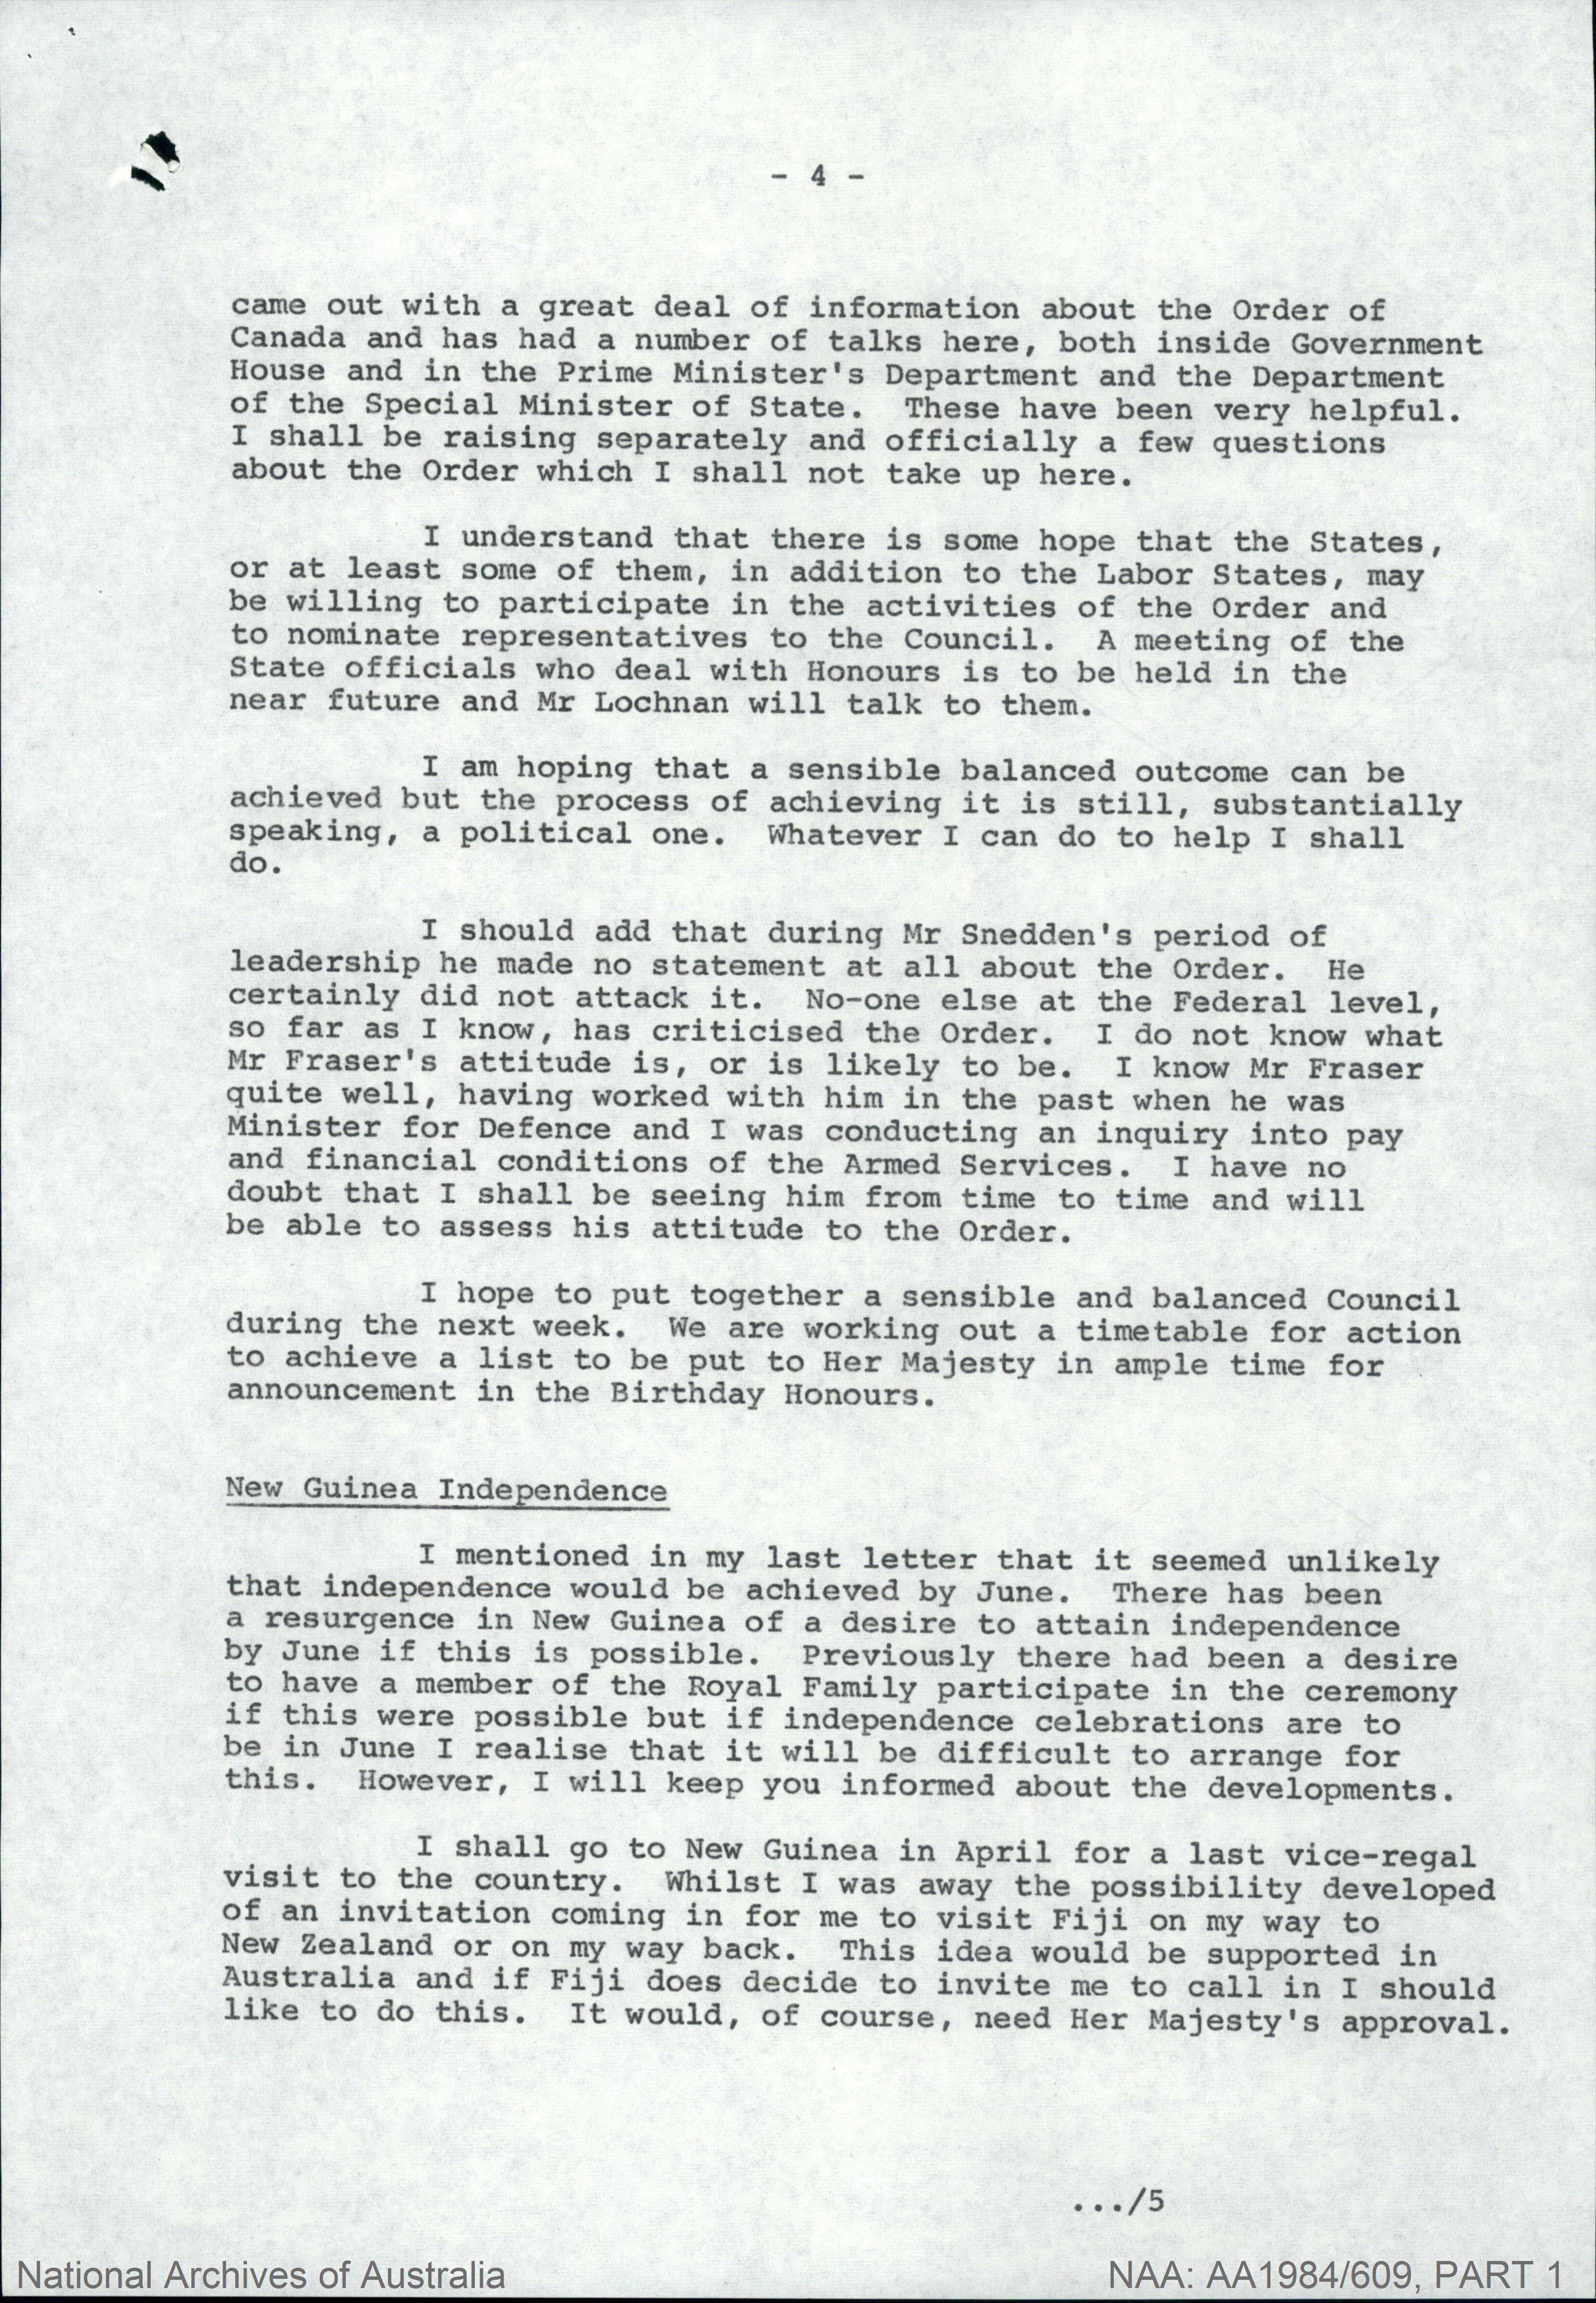 - 4 -
came out with a great deal of information about the Order of
Canada and has had a number of talks here, both inside Government
House and in the Prime Minister's Department and the Department
of the Special Minister of State. These have been very helpful.
I shall be raising separately and officially a few questions
about the Order which I shall not take up here.
I understand that there is some hope that the States,
or at least some of them, in addition to the Labor States, may
be willing to participate in the activities of the Order and
to nominate representatives to the Council. A meeting of the
State officials who deal with Honours is to be held in the
near future and Mr Lochnan will talk to them.
I am hoping that a sensible balanced outcome can be
achieved but the process of achieving it is still, substantially
speaking, a political one. Whatever I can do to help I shall
do.
I should add that during Mr Snedden's period of
leadership he made no statement at all about the Order. He
certainly did not attack it. No-one else at the Federal level,
so far as I know, has criticised the Order. I do not know what
Mr Fraser's attitude is, or is likely to be. I know Mr Fraser
quite well, having worked with him in the past when he was
Minister for Defence and I was conducting an inquiry into pay
and financial conditions of the Armed Services. I have no
doubt that I shall be seeing him from time to time and will
be able to assess his attitude to the Order.
I hope to put together a sensible and balanced Council
during the next week. We are working out a timetable for action
to achieve a list to be put to Her Majesty in ample time for
announcement in the Birthday Honours.
New Guinea Independence
I mentioned in my last letter that it seemed unlikely
that independence would be achieved by June. There has been
a resurgence in New Guinea of a desire to attain independence
by June if this is possible. Previously there had been a desire
to have a member of the Royal Family participate in the ceremony
if this were possible but if independence celebrations are to
be in June I realise that it will be difficult to arrange for
this. However, I will keep you informed about the developments.
I shall go to New Guinea in April for a last vice-regal
visit to the country. Whilst I was away the possibility developed
of an invitation coming in for me to visit Fiji on my way to
New Zealand or on my way back. This idea would be supported in
Australia and if Fiji does decide to invite me to call in I should
like to do this. It would, of course, need Her Majesty's approval.
.../5
National Archives of Australia
NAA: AA1984/609, PART 1